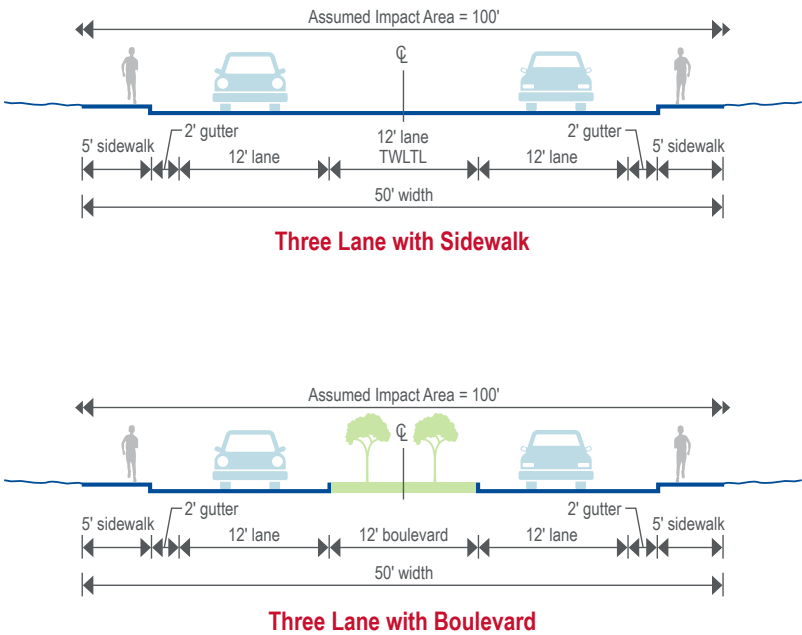 Assumed Impact Area = 100'
℄
5' sidewalk
2' gutter
12' lane
12' lane
TWLTL
12' lane
2' gutter
5' sidewalk
50' width
Three Lane with Sidewalk
Assumed Impact Area = 100'
℄
5' sidewalk
2' gutter
12' lane
12' boulevard
12' lane
2' gutter
5' sidewalk
50' width
Three Lane with Boulevard